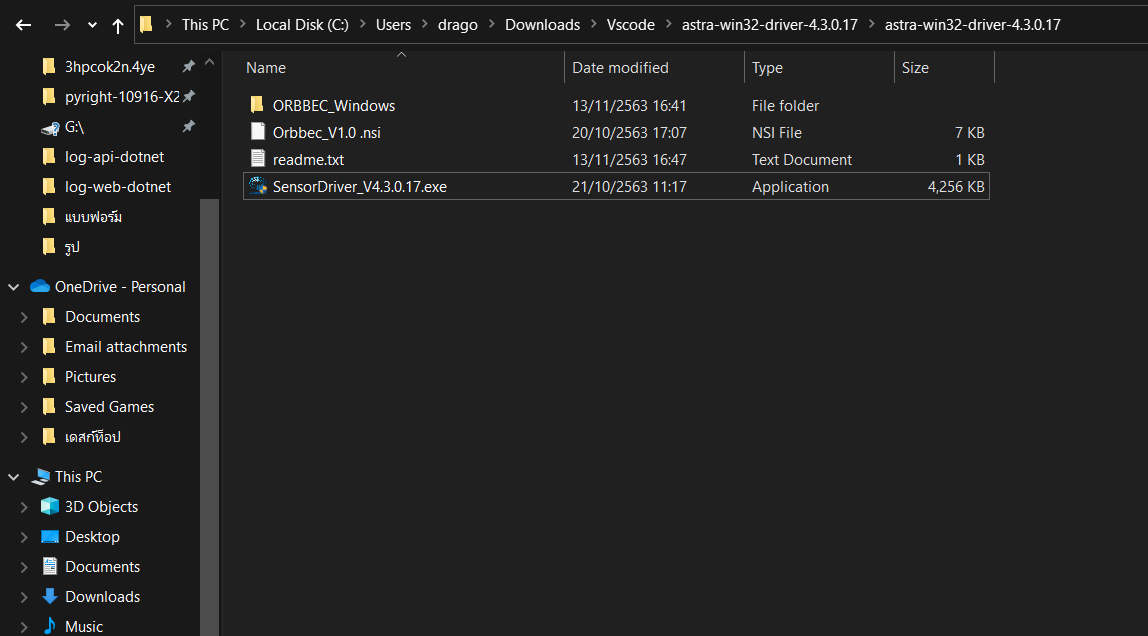 This PC > Local Disk (C:) > Users > drago > Downloads > Vscode > astra-win32-driver-4.3.0.17 > astra-win32-driver-4.3.0.17
3hpcok2n.4ye
pyright-10916-X2
G:\
log-api-dotnet
log-web-dotnet
แบบฟอร์ม
รูป
OneDrive - Personal
Documents
Email attachments
Pictures
Saved Games
เดสก์ท็อป
This PC
3D Objects
Desktop
Documents
Downloads
Music
Name Date modified Type Size
ORBBEC_Windows 13/11/2563 16:41 File folder
Orbbec_V1.0 .nsi 20/10/2563 17:07 NSI File 7 KB
readme.txt 13/11/2563 16:47 Text Document 1 KB
SensorDriver_V4.3.0.17.exe 21/10/2563 11:17 Application 4,256 KB